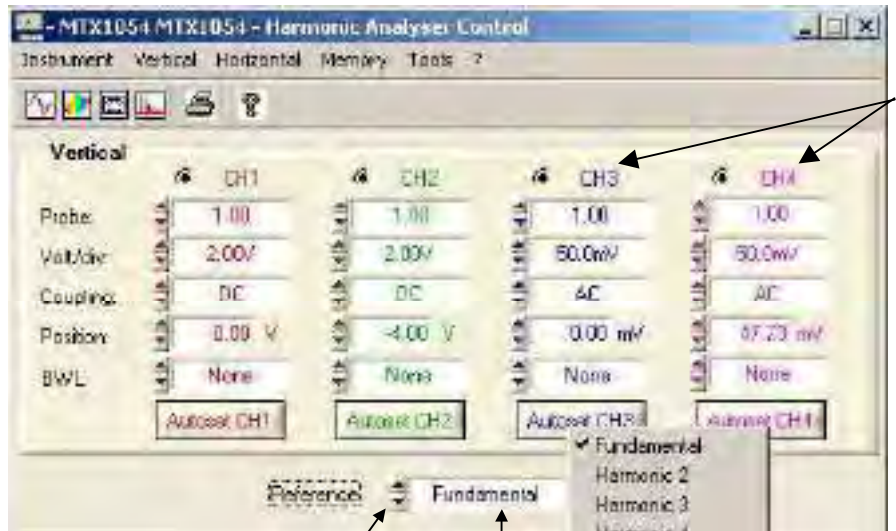 MTX1054 MTX1054 - Harmonic Analyser Control
Instrument Vertical Horizontal Memory Tools ?
Vertical
CH1 CH2 CH3 CH4
Probe: 1.00 1.00 1.00 1.00
Volt/div: 2.00V 2.00V 50.0mV 50.0mV
Coupling: DC DC AC AC
Position: 0.00 V -4.00 V 0.00 mV 47.23 mV
BWL: None None None None
Autoset CH1 Autoset CH2 Autoset CH3 Autoset CH4
Fundamental
Harmonic 2
Reference Fundamental
Harmonic 3